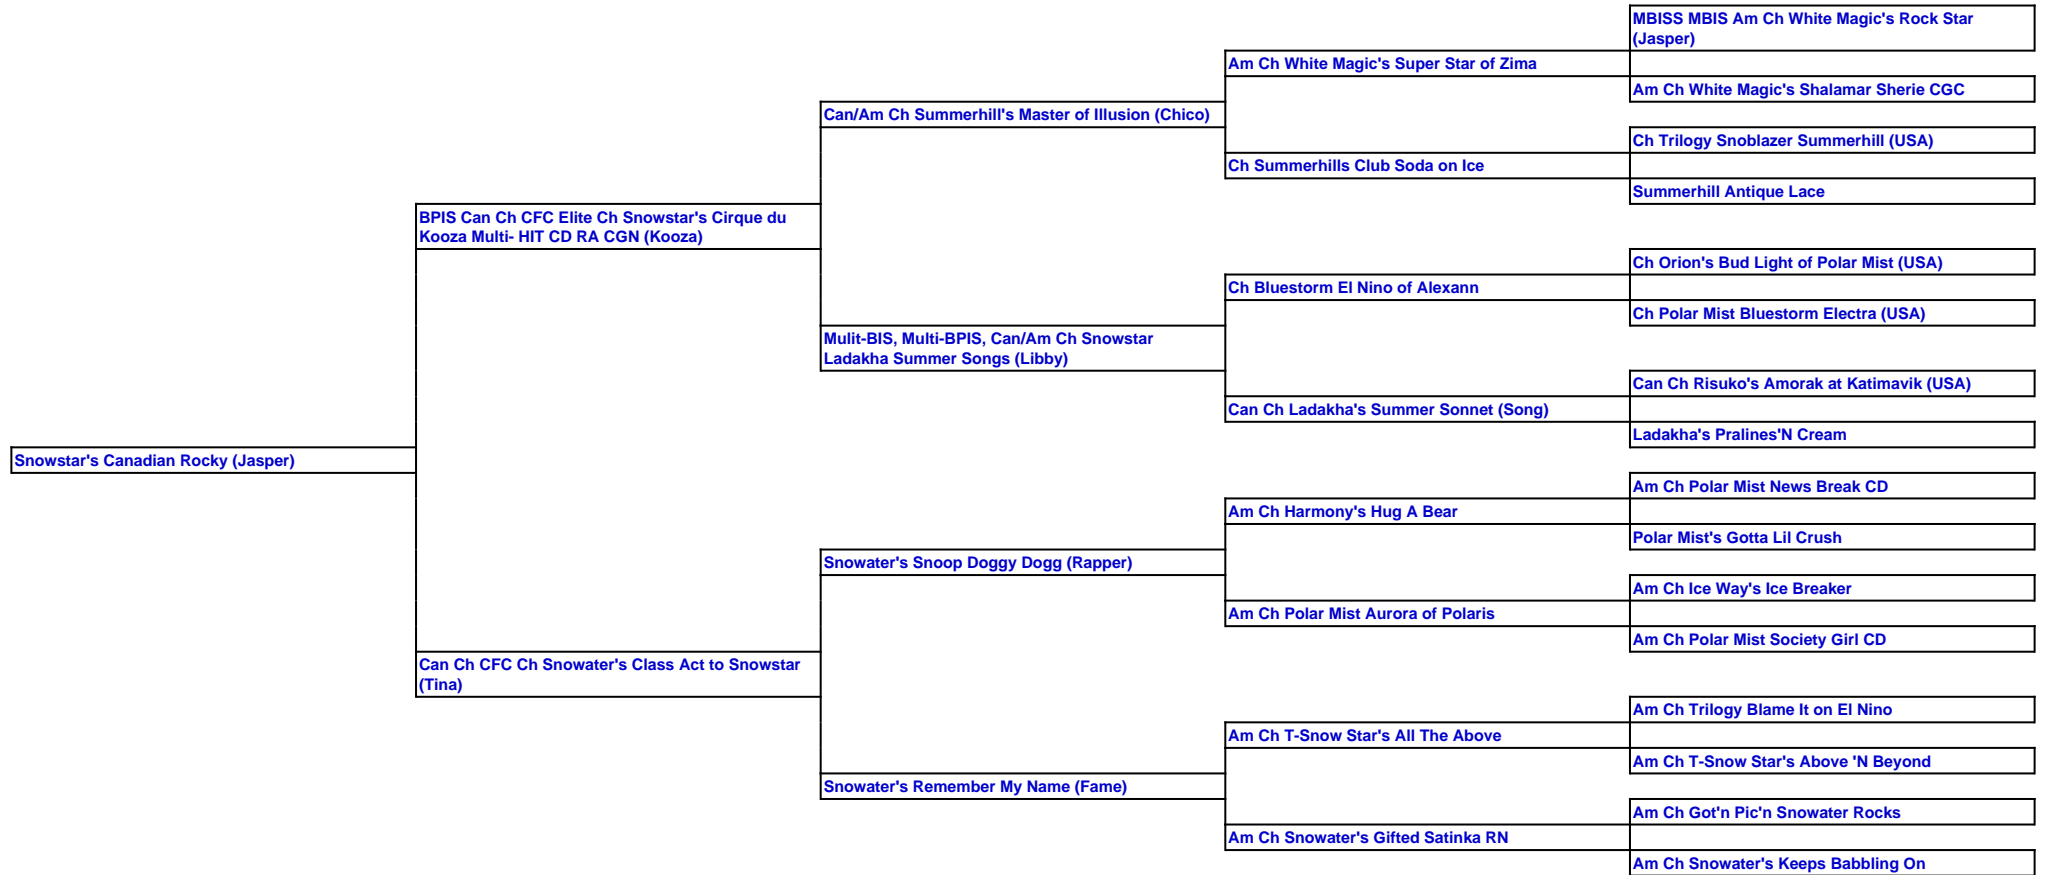 MBISS MBIS Am Ch White Magic's Rock Star
(Jasper)
Am Ch White Magic's Super Star of Zima
Am Ch White Magic's Shalamar Sherie CGC
Can/Am Ch Summerhill's Master of Illusion (Chico)
Ch Trilogy Snoblazer Summerhill (USA)
Ch Summerhills Club Soda on Ice
Summerhill Antique Lace
BPIS Can Ch CFC Elite Ch Snowstar's Cirque du
Kooza Multi- HIT CD RA CGN (Kooza)
Ch Orion's Bud Light of Polar Mist (USA)
Ch Bluestorm El Nino of Alexann
Ch Polar Mist Bluestorm Electra (USA)
Mulit-BIS, Multi-BPIS, Can/Am Ch Snowstar
Ladakha Summer Songs (Libby)
Can Ch Risuko's Amorak at Katimavik (USA)
Can Ch Ladakha's Summer Sonnet (Song)
Ladakha's Pralines'N Cream
Snowstar's Canadian Rocky (Jasper)
Am Ch Polar Mist News Break CD
Am Ch Harmony's Hug A Bear
Polar Mist's Gotta Lil Crush
Snowater's Snoop Doggy Dogg (Rapper)
Am Ch Ice Way's Ice Breaker
Am Ch Polar Mist Aurora of Polaris
Am Ch Polar Mist Society Girl CD
Can Ch CFC Ch Snowater's Class Act to Snowstar
(Tina)
Am Ch Trilogy Blame It on El Nino
Am Ch T-Snow Star's All The Above
Am Ch T-Snow Star's Above 'N Beyond
Snowater's Remember My Name (Fame)
Am Ch Got'n Pic'n Snowater Rocks
Am Ch Snowater's Gifted Satinka RN
Am Ch Snowater's Keeps Babbling On